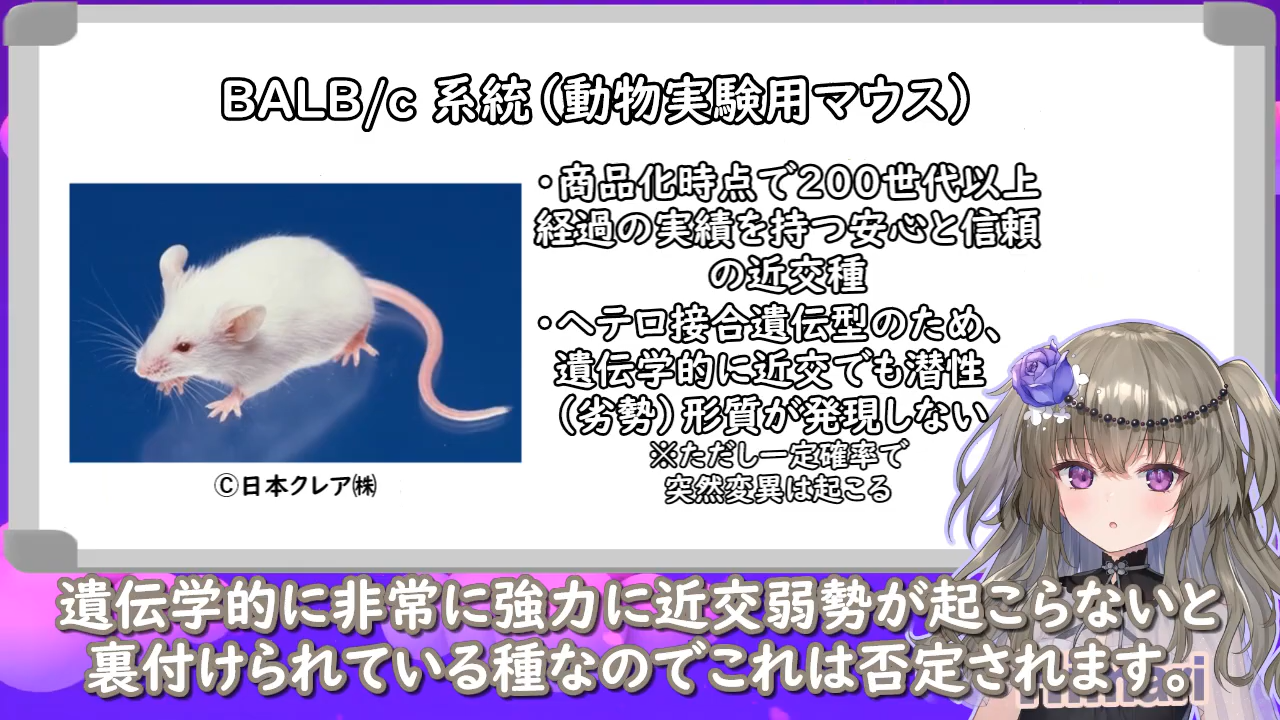 BALB/c 系統（動物実験用マウス）
・商品化時点で200世代以上
経過の実績を持つ安心と信頼
の近交種
・ヘテロ接合遺伝型のため、
遺伝学的に近交でも潜性
（劣勢）形質が発現しない
※ただし一定確率で
突然変異は起こる
Ⓒ日本クレア㈱
遺伝学的に非常に強力に近交弱勢が起こらないと
裏付けられている種なのでこれは否定されます。